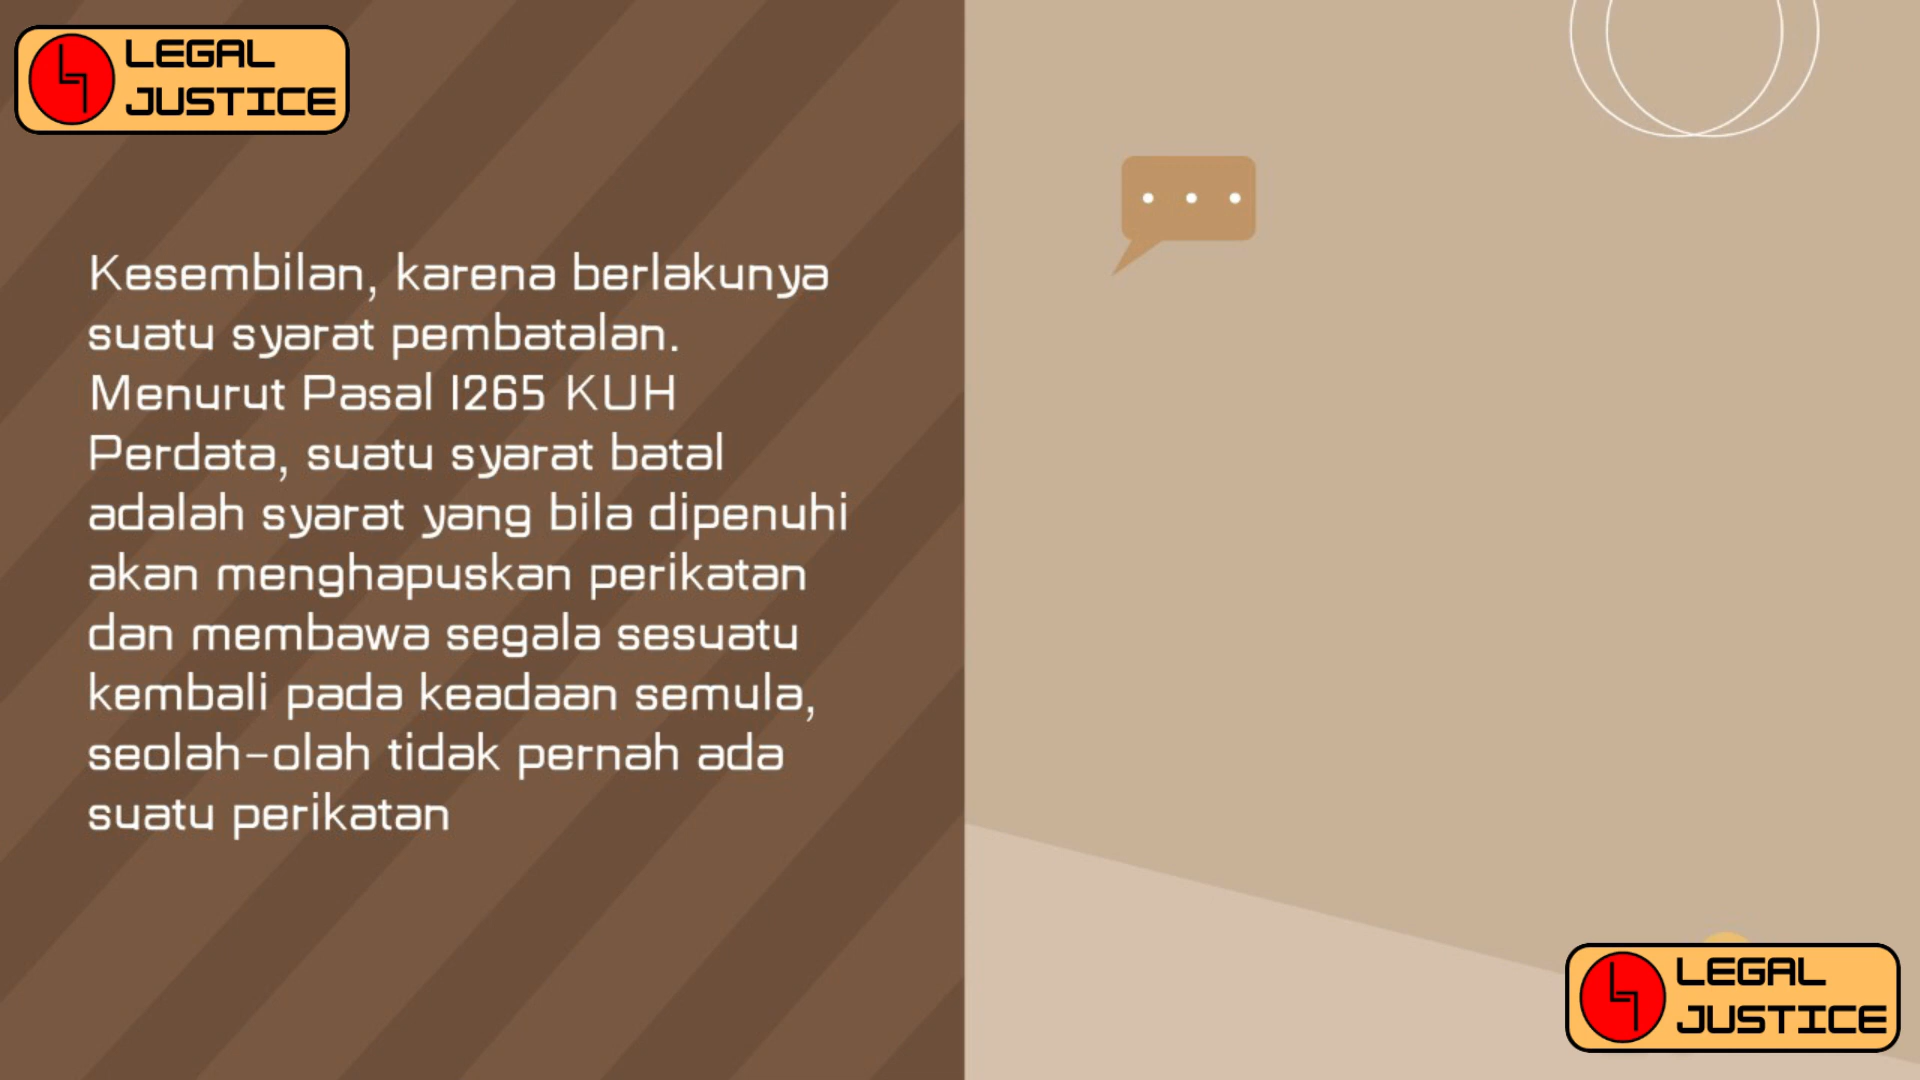 LEGAL
JUSTICE
Kesembilan, karena berlakunya
suatu syarat pembatalan.
Menurut Pasal 1265 KUH
Perdata, suatu syarat batal
adalah syarat yang bila dipenuhi
akan menghapuskan perikatan
dan membawa segala sesuatu
kembali pada keadaan semula,
seolah-olah tidak pernah ada
suatu perikatan
LEGAL
JUSTICE